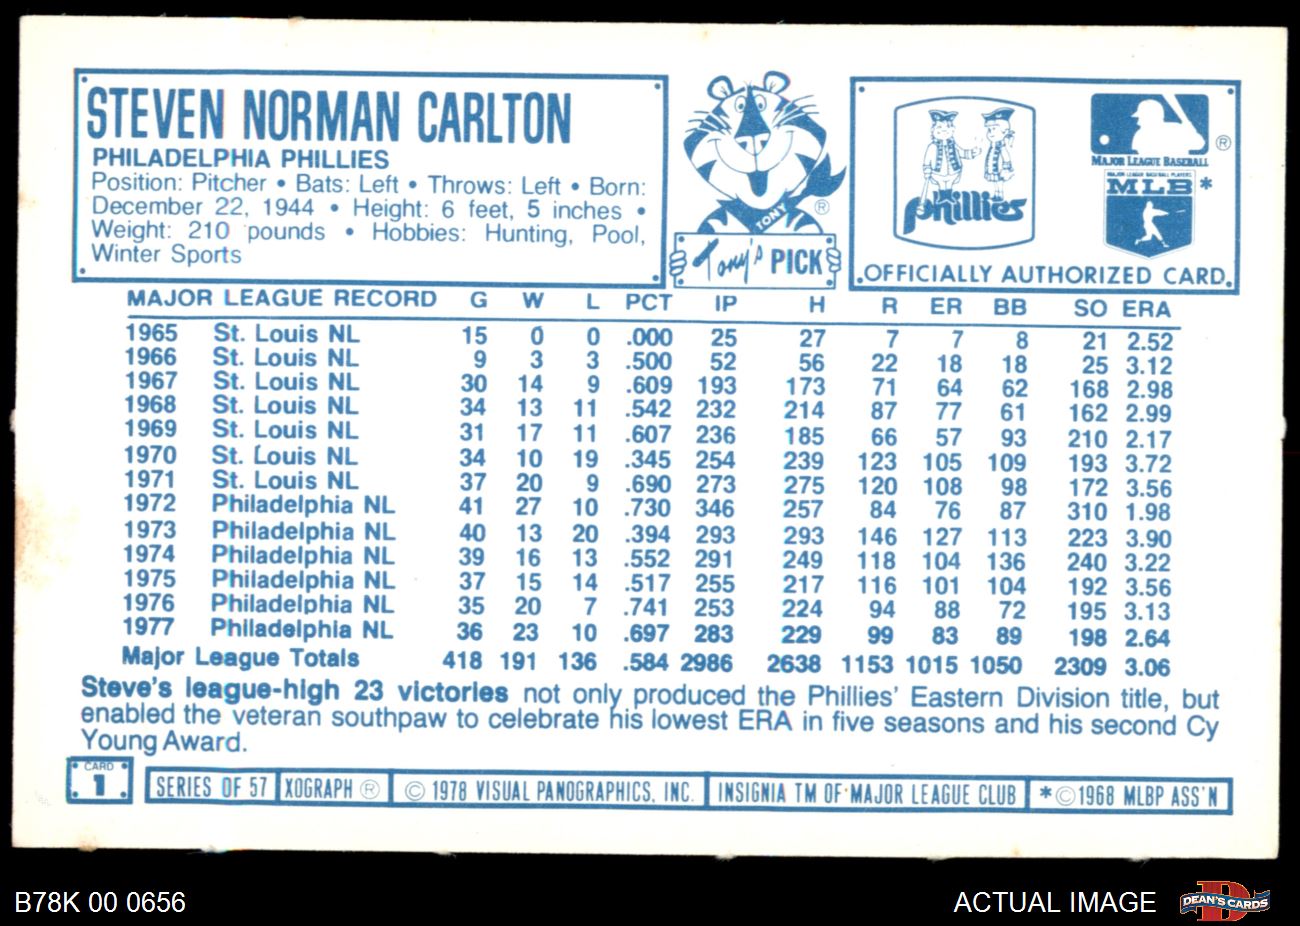 STEVEN NORMAN CARLTON
PHILADELPHIA PHILLIES
Position: Pitcher • Bats: Left • Throws: Left • Born:
December 22, 1944 • Height: 6 feet, 5 inches •
Weight: 210 pounds • Hobbies: Hunting, Pool,
Winter Sports
TONY ®
Tony's PICK
Phillies
MAJOR LEAGUE BASEBALL ®
MAJOR LEAGUE BASEBALL PLAYERS
MLB *
OFFICIALLY AUTHORIZED CARD.
MAJOR LEAGUE RECORD G W L PCT IP H R ER BB SO ERA
1965 St. Louis NL 15 0 0 .000 25 27 7 7 8 21 2.52
1966 St. Louis NL 9 3 3 .500 52 56 22 18 18 25 3.12
1967 St. Louis NL 30 14 9 .609 193 173 71 64 62 168 2.98
1968 St. Louis NL 34 13 11 .542 232 214 87 77 61 162 2.99
1969 St. Louis NL 31 17 11 .607 236 185 66 57 93 210 2.17
1970 St. Louis NL 34 10 19 .345 254 239 123 105 109 193 3.72
1971 St. Louis NL 37 20 9 .690 273 275 120 108 98 172 3.56
1972 Philadelphia NL 41 27 10 .730 346 257 84 76 87 310 1.98
1973 Philadelphia NL 40 13 20 .394 293 293 146 127 113 223 3.90
1974 Philadelphia NL 39 16 13 .552 291 249 118 104 136 240 3.22
1975 Philadelphia NL 37 15 14 .517 255 217 116 101 104 192 3.56
1976 Philadelphia NL 35 20 7 .741 253 224 94 88 72 195 3.13
1977 Philadelphia NL 36 23 10 .697 283 229 99 83 89 198 2.64
Major League Totals 418 191 136 .584 2986 2638 1153 1015 1050 2309 3.06
Steve's league-high 23 victories not only produced the Phillies' Eastern Division title, but
enabled the veteran southpaw to celebrate his lowest ERA in five seasons and his second Cy
Young Award.
CARD
1
SERIES OF 57 XOGRAPH ® © 1978 VISUAL PANOGRAPHICS, INC. INSIGNIA TM OF MAJOR LEAGUE CLUB *©1968 MLBP ASS'N
B78K 00 0656
ACTUAL IMAGE
DEAN'S CARDS